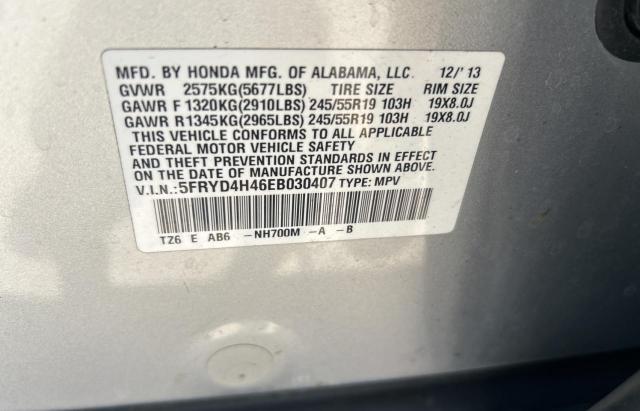 MFD. BY HONDA MFG. OF ALABAMA, LLC. 12/'13
GVWR 2575KG(5677LBS) TIRE SIZE RIM SIZE
GAWR F 1320KG(2910LBS) 245/55R19 103H 19X8.0J
GAWR R1345KG(2965LBS) 245/55R19 103H 19X8.0J
THIS VEHICLE CONFORMS TO ALL APPLICABLE
FEDERAL MOTOR VEHICLE SAFETY
AND THEFT PREVENTION STANDARDS IN EFFECT
ON THE DATE OF MANUFACTURE SHOWN ABOVE.
V.I.N.:5FRYD4H46EB030407 TYPE: MPV
TZ6 E AB6 -NH700M -A -B